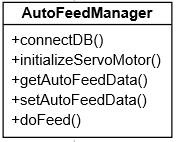 AutoFeedManager
+connectDB()
+initializeServoMotor()
+getAutoFeedData()
+setAutoFeedData()
+doFeed()